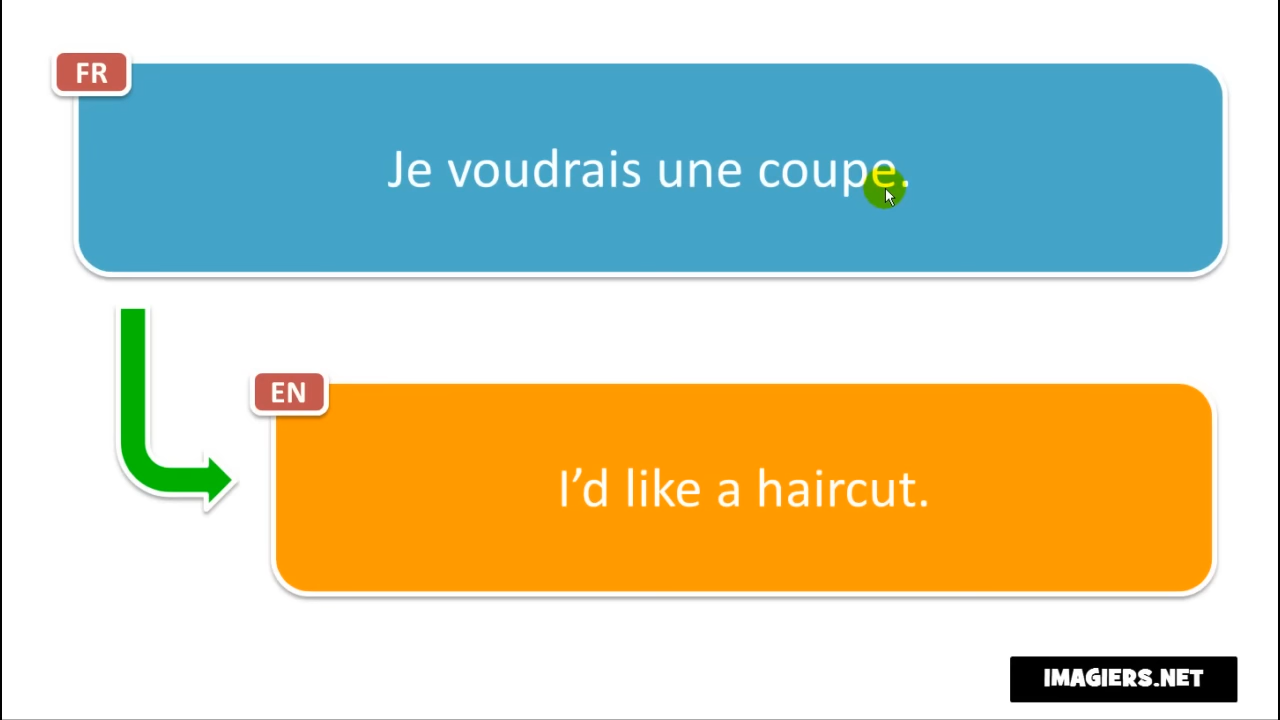 FR
Je voudrais une coupe.
EN
I’d like a haircut.
IMAGIERS.NET